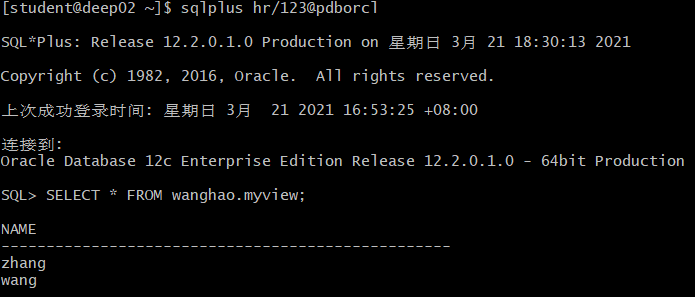 [student@deep02 ~]$ sqlplus hr/123@pdborcl
SQL*Plus: Release 12.2.0.1.0 Production on 星期日 3月 21 18:30:13 2021
Copyright (c) 1982, 2016, Oracle.  All rights reserved.
上次成功登录时间: 星期日 3月  21 2021 16:53:25 +08:00
连接到:
Oracle Database 12c Enterprise Edition Release 12.2.0.1.0 - 64bit Production
SQL> SELECT * FROM wanghao.myview;
NAME
--------------------------------------------------
zhang
wang